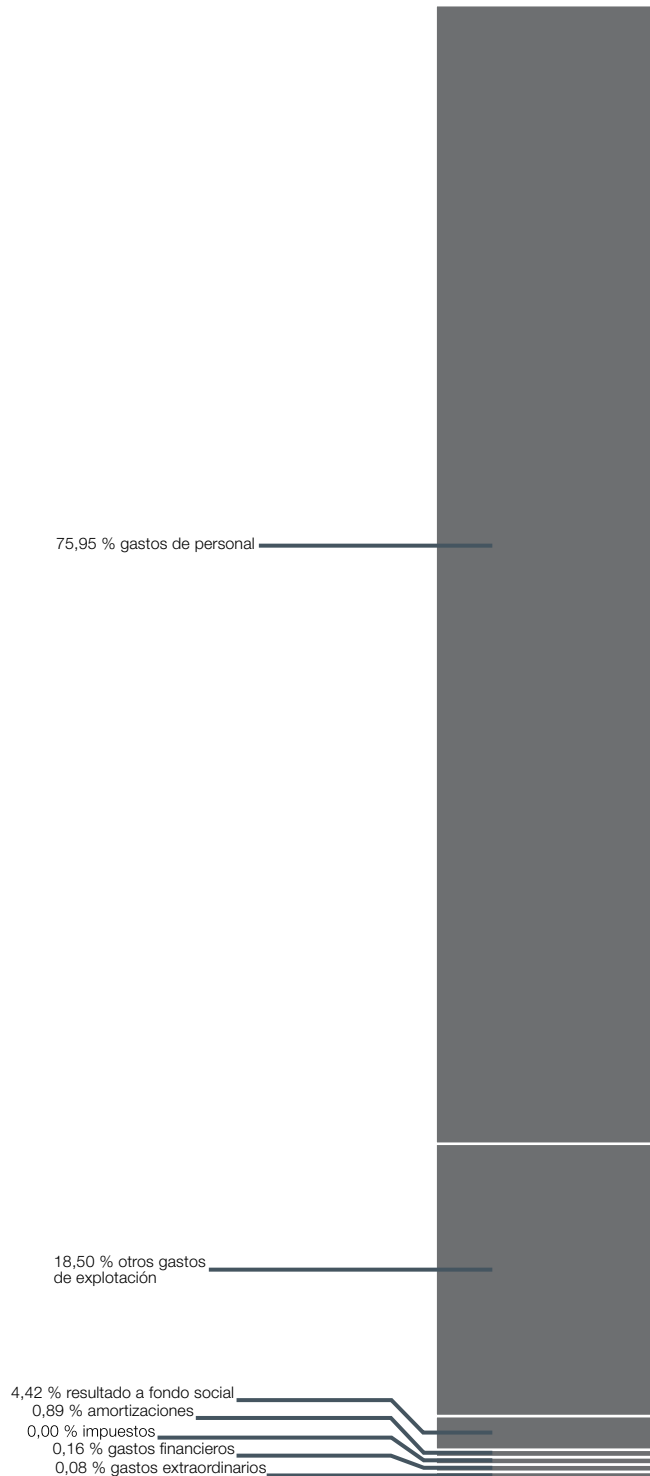 75,95 % gastos de personal
18,50 % otros gastos
de explotación
4,42 % resultado a fondo social
0,89 % amortizaciones
0,00 % impuestos
0,16 % gastos financieros
0,08 % gastos extraordinarios